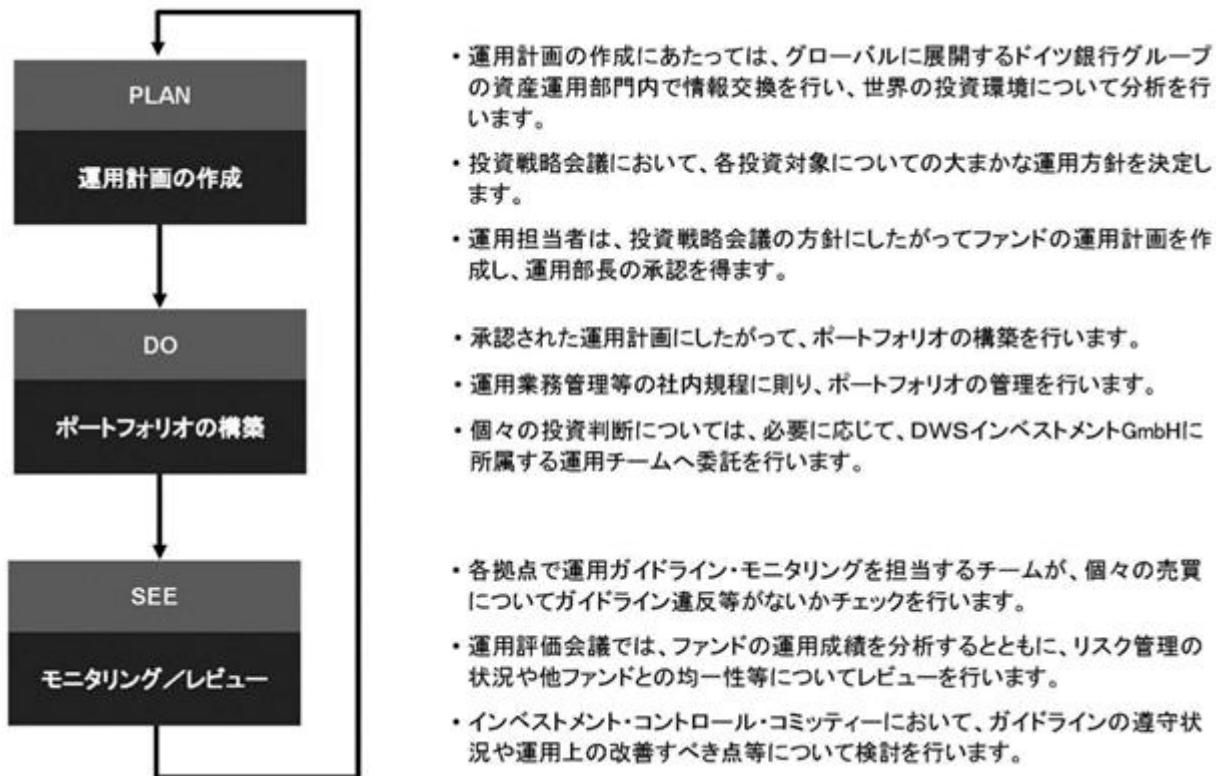 PLAN
運用計画の作成
・運用計画の作成にあたっては、グローバルに展開するドイツ銀行グループ
の資産運用部門内で情報交換を行い、世界の投資環境について分析を行
います。
・投資戦略会議において、各投資対象についての大まかな運用方針を決定し
ます。
・運用担当者は、投資戦略会議の方針にしたがってファンドの運用計画を作
成し、運用部長の承認を得ます。
DO
ポートフォリオの構築
・承認された運用計画にしたがって、ポートフォリオの構築を行います。
・運用業務管理等の社内規程に則り、ポートフォリオの管理を行います。
・個々の投資判断については、必要に応じて、DWSインベストメントGmbHに
所属する運用チームへ委託を行います。
SEE
モニタリング／レビュー
・各拠点で運用ガイドライン・モニタリングを担当するチームが、個々の売買
についてガイドライン違反等がないかチェックを行います。
・運用評価会議では、ファンドの運用成績を分析するとともに、リスク管理の
状況や他ファンドとの均一性等についてレビューを行います。
・インベストメント・コントロール・コミッティーにおいて、ガイドラインの遵守状
況や運用上の改善すべき点等について検討を行います。